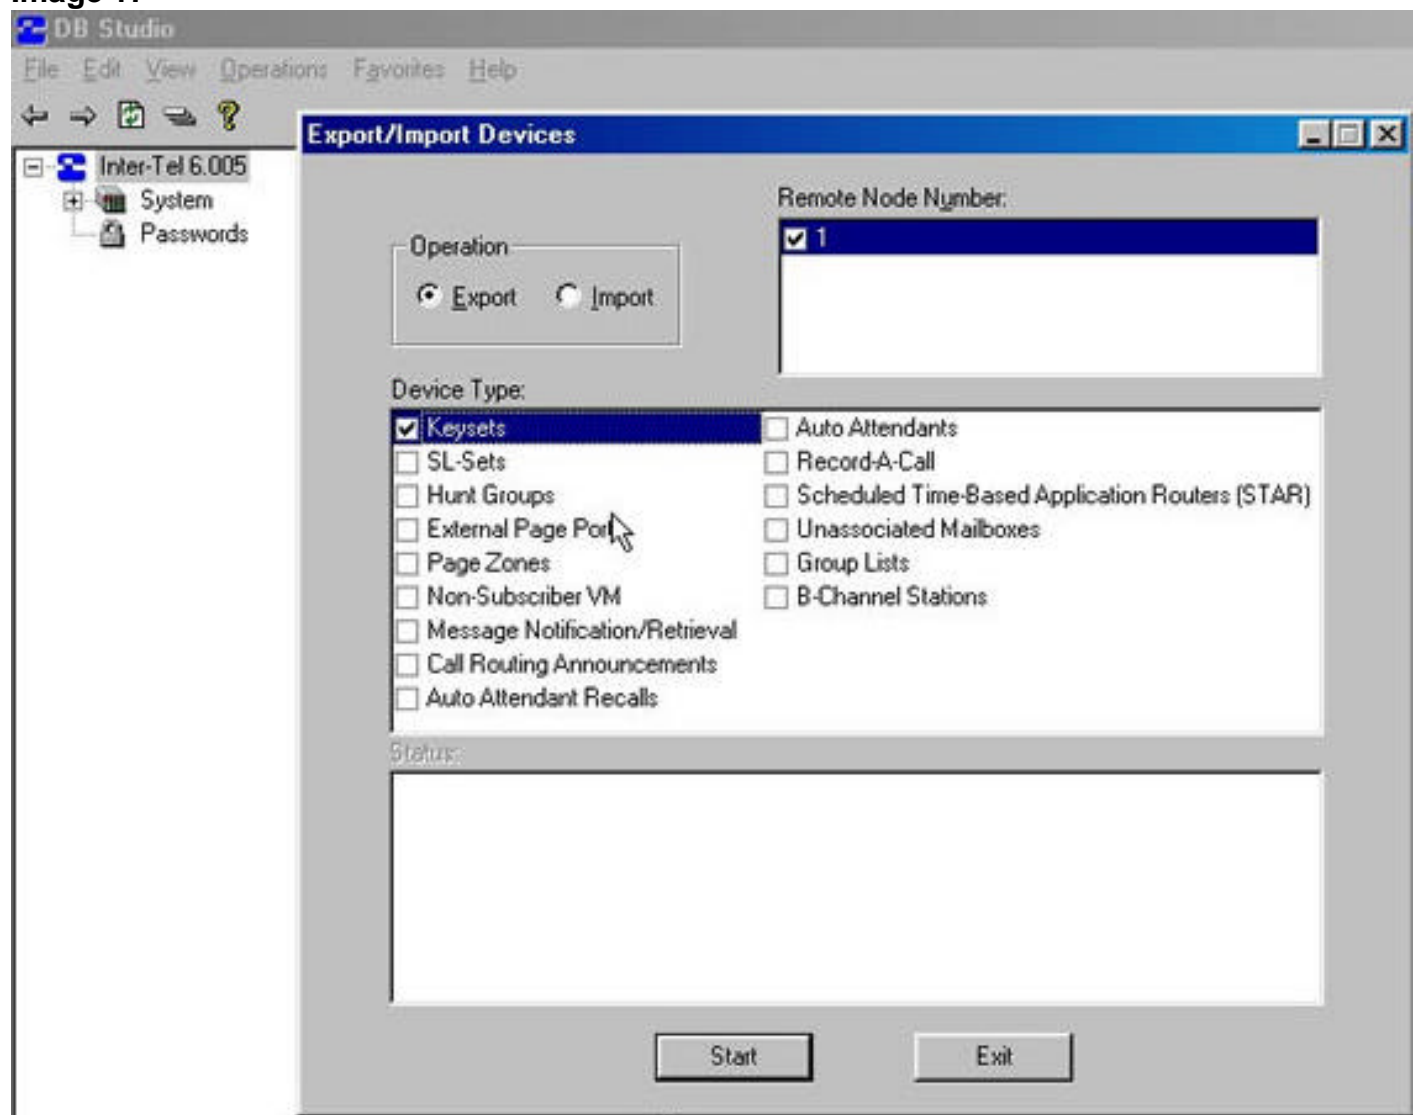 DB Studio
File Edit View Operations Favorites Help
Export/Import Devices
Inter-Tel 6.005
System
Passwords
Remote Node Number:
1
Operation
Export Import
Device Type:
Keysets
SL-Sets
Hunt Groups
External Page Por
Page Zones
Non-Subscriber VM
Message Notification/Retrieval
Call Routing Announcements
Auto Attendant Recalls
Auto Attendants
Record-A-Call
Scheduled Time-Based Application Routers (STAR)
Unassociated Mailboxes
Group Lists
B-Channel Stations
Status:
Start Exit